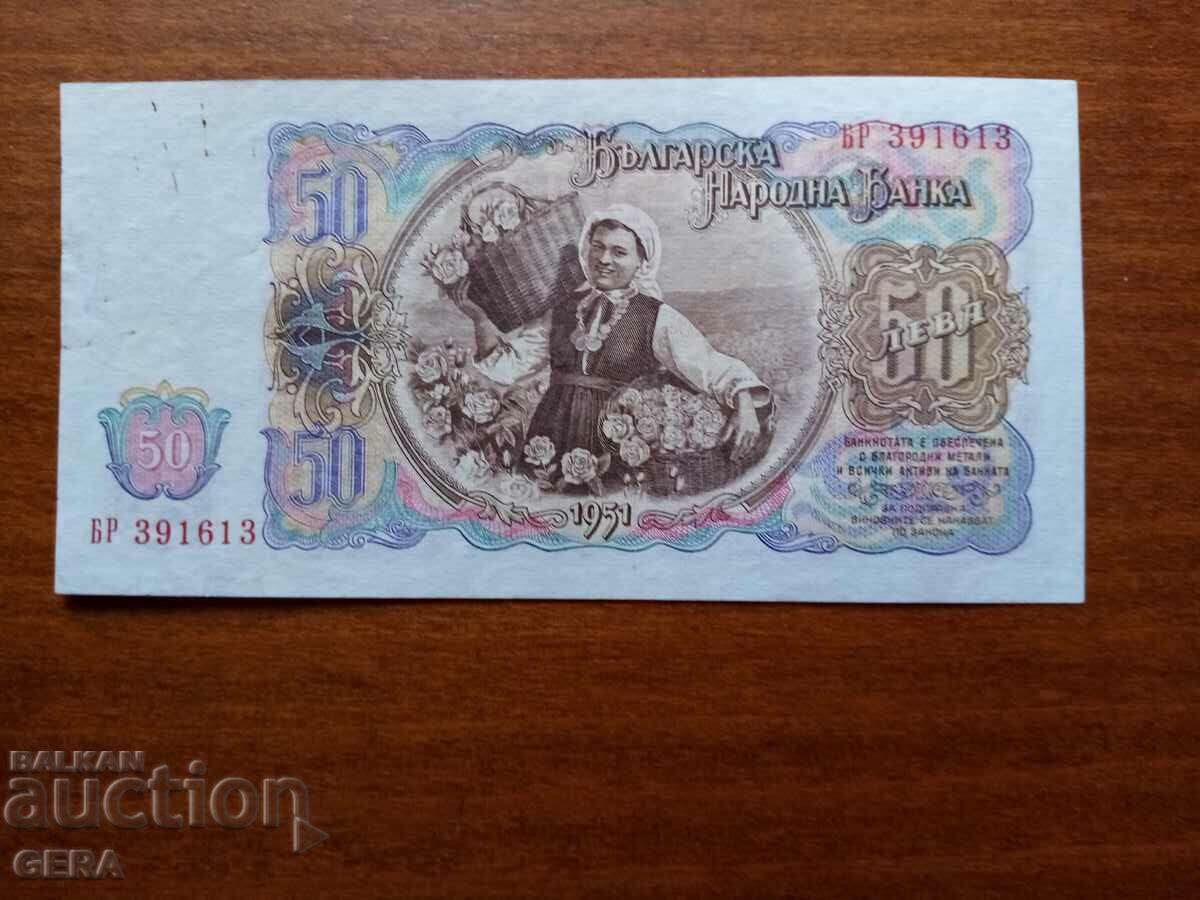 БР 391613
БЪЛГАРСКА
НАРОДНА БАНКА
50
50
ЛЕВА
50
50
БАНКНОТАТА Е ОБЕЗПЕЧЕНА
С БЛАГОРОДНИ МЕТАЛИ
И ВСИЧКИ АКТИВИ НА БАНКАТА
ЗА ПОДПРАВКА
ВИНОВНИТЕ СЕ НАКАЗВАТ
ПО ЗАКОНА
1951
БР 391613
BALKAN
auction
GERA